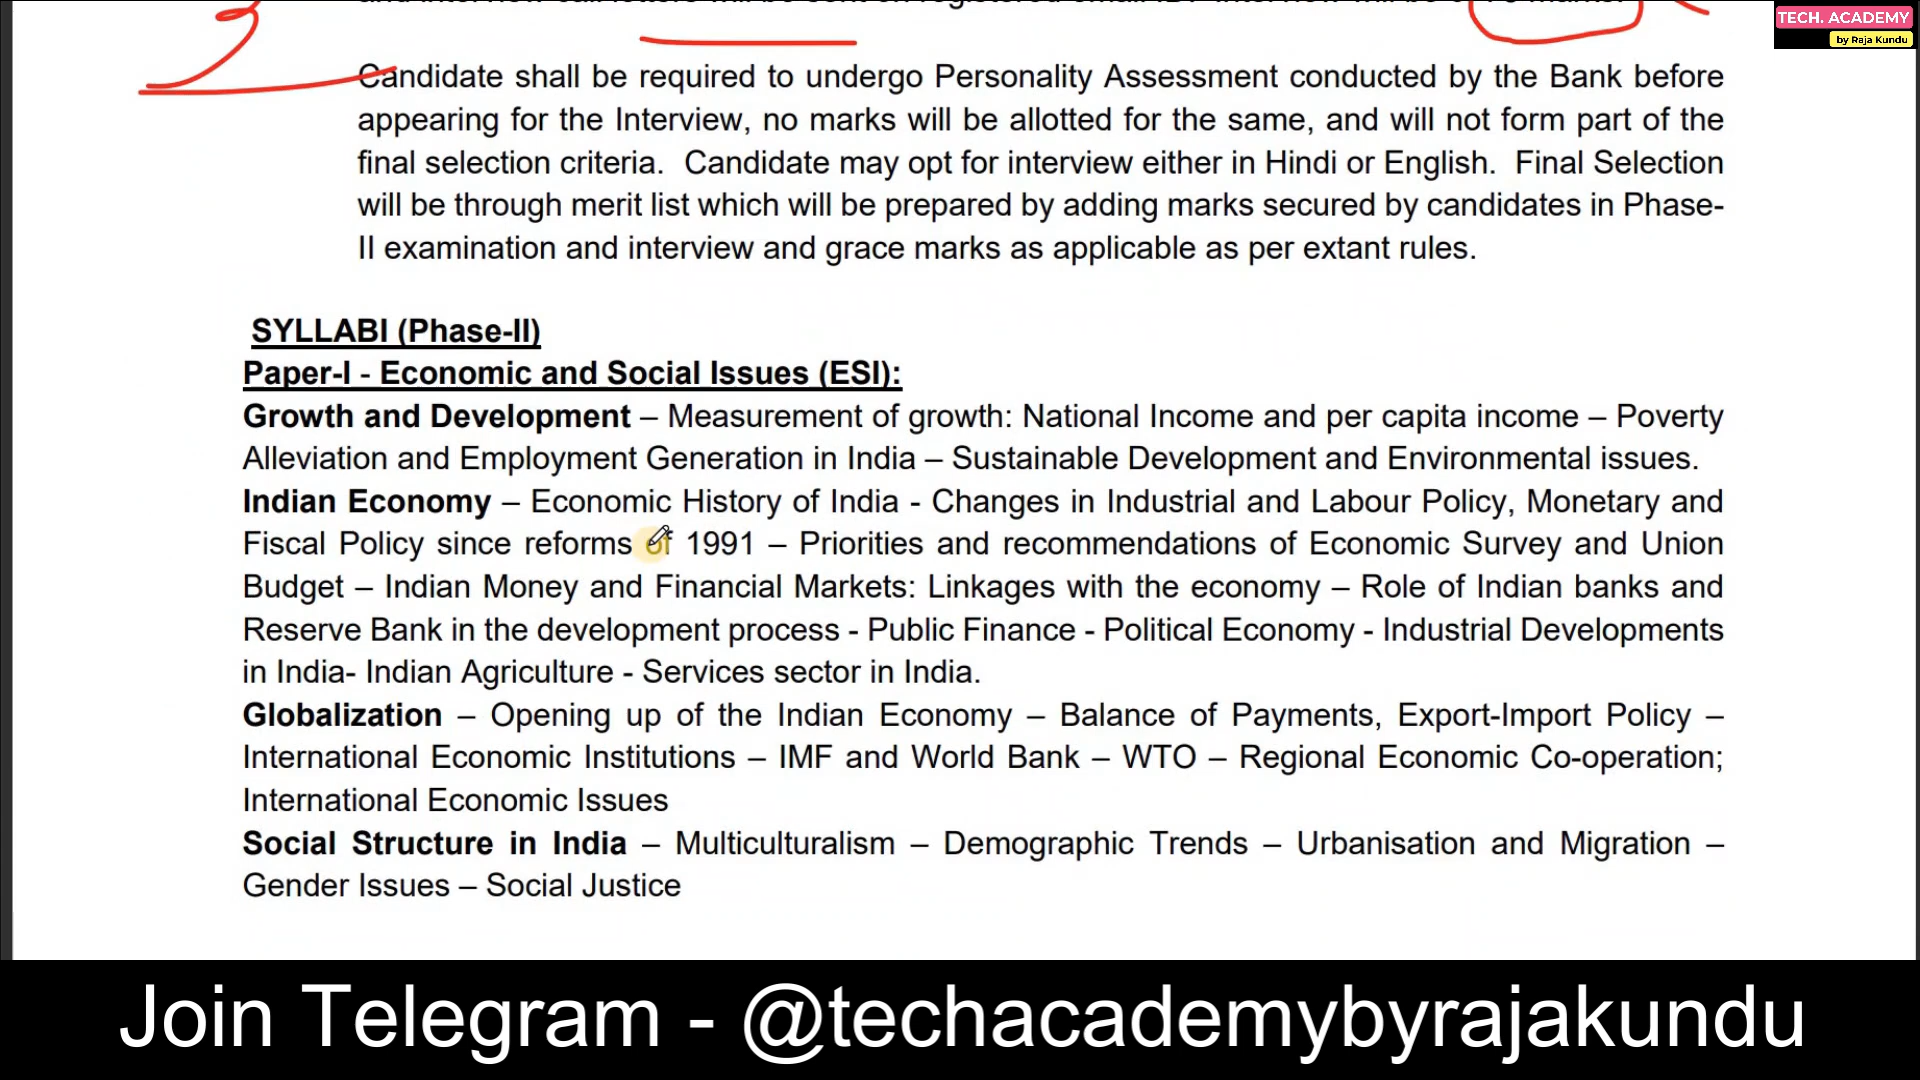 TECH. ACADEMY
by Raja Kundu
Candidate shall be required to undergo Personality Assessment conducted by the Bank before
appearing for the Interview, no marks will be allotted for the same, and will not form part of the
final selection criteria. Candidate may opt for interview either in Hindi or English. Final Selection
will be through merit list which will be prepared by adding marks secured by candidates in Phase-
II examination and interview and grace marks as applicable as per extant rules.
SYLLABI (Phase-II)
Paper-I - Economic and Social Issues (ESI):
Growth and Development – Measurement of growth: National Income and per capita income – Poverty
Alleviation and Employment Generation in India – Sustainable Development and Environmental issues.
Indian Economy – Economic History of India - Changes in Industrial and Labour Policy, Monetary and
Fiscal Policy since reforms of 1991 – Priorities and recommendations of Economic Survey and Union
Budget – Indian Money and Financial Markets: Linkages with the economy – Role of Indian banks and
Reserve Bank in the development process - Public Finance - Political Economy - Industrial Developments
in India- Indian Agriculture - Services sector in India.
Globalization – Opening up of the Indian Economy – Balance of Payments, Export-Import Policy –
International Economic Institutions – IMF and World Bank – WTO – Regional Economic Co-operation;
International Economic Issues
Social Structure in India – Multiculturalism – Demographic Trends – Urbanisation and Migration –
Gender Issues – Social Justice
Join Telegram - @techacademybyrajakundu